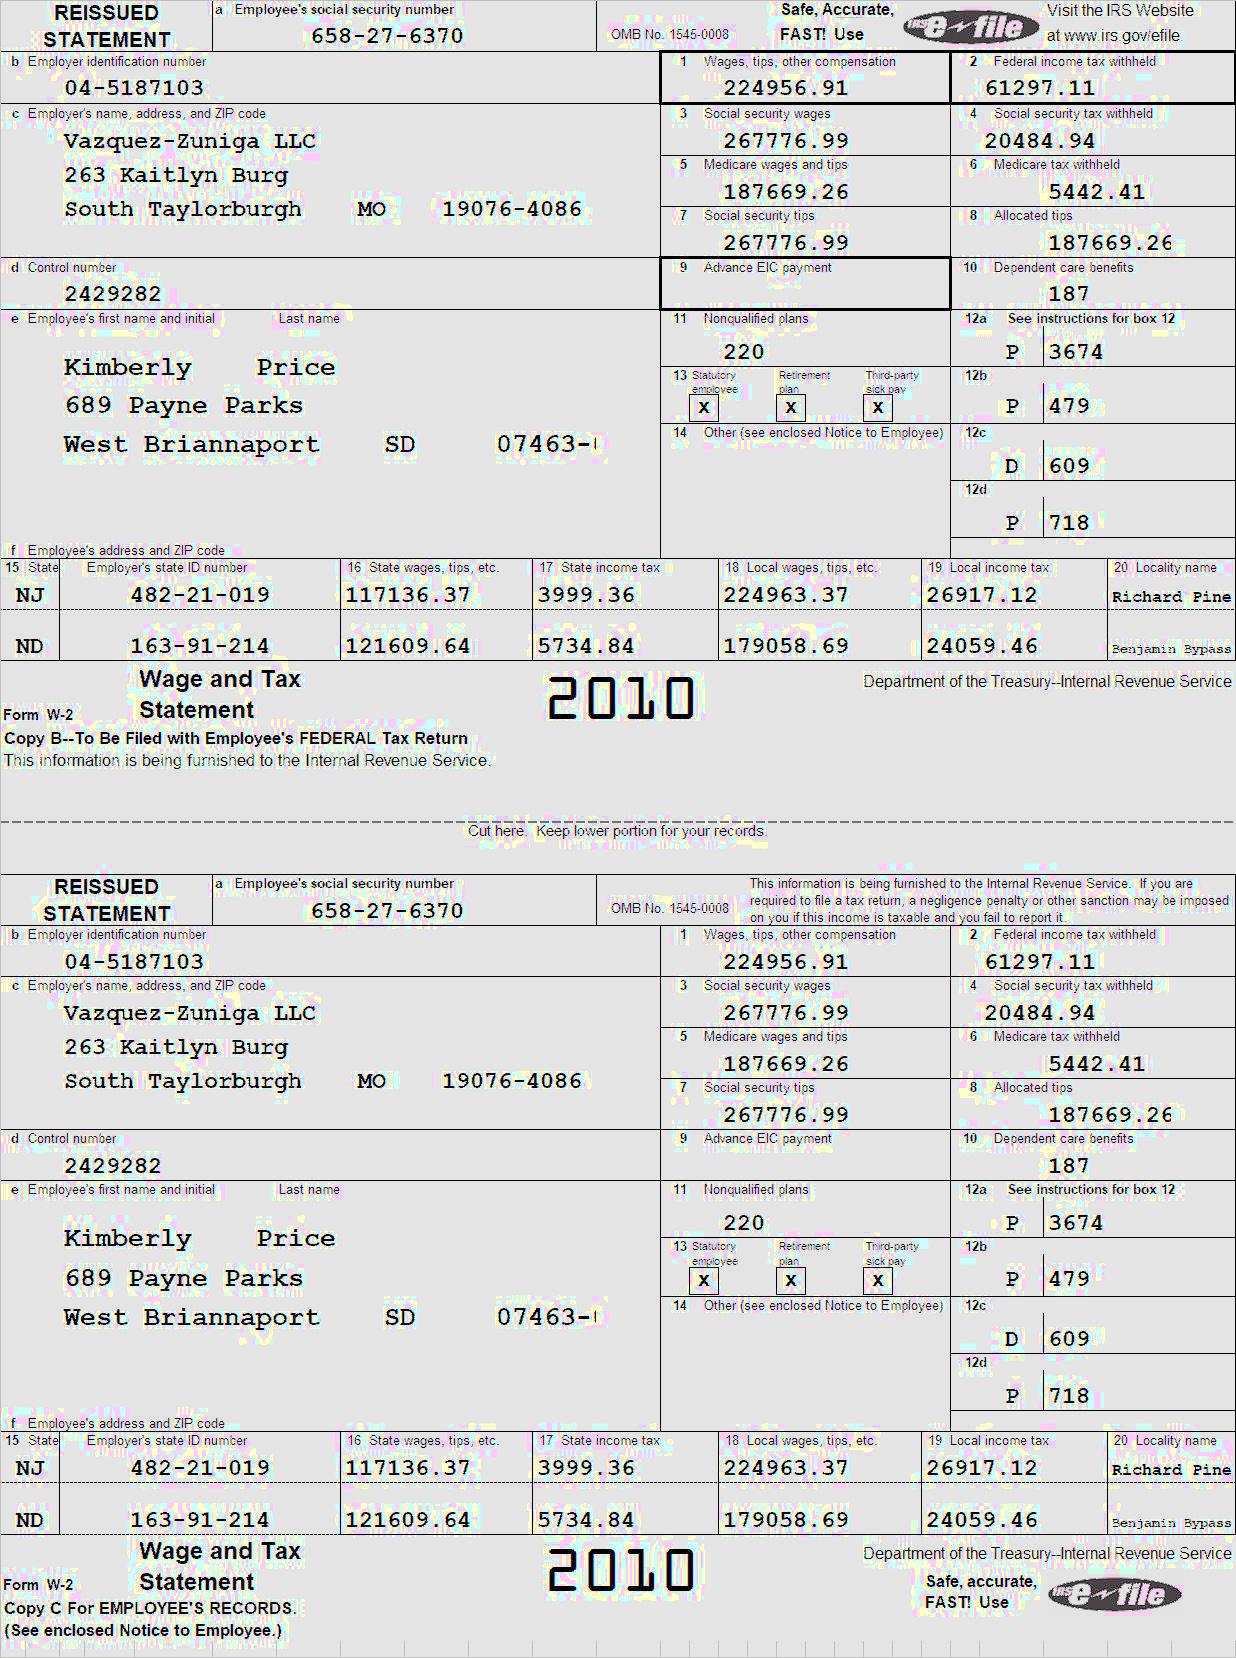 REISSUED STATEMENT
a Employee's social security number
658-27-6370
OMB No. 1545-0008
Safe, Accurate,
FAST! Use
IRS e-file
Visit the IRS Website
at www.irs.gov/efile
b Employer identification number
04-5187103
1 Wages, tips, other compensation
224956.91
2 Federal income tax withheld
61297.11
c Employer's name, address, and ZIP code
Vazquez-Zuniga LLC
263 Kaitlyn Burg
South Taylorburgh MO 19076-4086
3 Social security wages
267776.99
4 Social security tax withheld
20484.94
5 Medicare wages and tips
187669.26
6 Medicare tax withheld
5442.41
7 Social security tips
267776.99
8 Allocated tips
187669.26
d Control number
2429282
9 Advance EIC payment
10 Dependent care benefits
187
e Employee's first name and initial Last name
Kimberly Price
689 Payne Parks
West Briannaport SD 07463-
11 Nonqualified plans
220
12a See instructions for box 12
P 3674
13 Statutory employee Retirement plan Third-party sick pay
X X X
12b
P 479
14 Other (see enclosed Notice to Employee)
12c
D 609
12d
P 718
f Employee's address and ZIP code
15 State Employer's state ID number 16 State wages, tips, etc. 17 State income tax 18 Local wages, tips, etc. 19 Local income tax 20 Locality name
NJ 482-21-019 117136.37 3999.36 224963.37 26917.12 Richard Pine
ND 163-91-214 121609.64 5734.84 179058.69 24059.46 Benjamin Bypass
Form W-2 Wage and Tax Statement 2010 Department of the Treasury--Internal Revenue Service
Copy B--To Be Filed with Employee's FEDERAL Tax Return
This information is being furnished to the Internal Revenue Service.
Cut here. Keep lower portion for your records.
REISSUED STATEMENT
a Employee's social security number
658-27-6370
OMB No. 1545-0008
This information is being furnished to the Internal Revenue Service. If you are
required to file a tax return, a negligence penalty or other sanction may be imposed
on you if this income is taxable and you fail to report it
b Employer identification number
04-5187103
1 Wages, tips, other compensation
224956.91
2 Federal income tax withheld
61297.11
c Employer's name, address, and ZIP code
Vazquez-Zuniga LLC
263 Kaitlyn Burg
South Taylorburgh MO 19076-4086
3 Social security wages
267776.99
4 Social security tax withheld
20484.94
5 Medicare wages and tips
187669.26
6 Medicare tax withheld
5442.41
7 Social security tips
267776.99
8 Allocated tips
187669.26
d Control number
2429282
9 Advance EIC payment
10 Dependent care benefits
187
e Employee's first name and initial Last name
Kimberly Price
689 Payne Parks
West Briannaport SD 07463-
11 Nonqualified plans
220
12a See instructions for box 12
P 3674
13 Statutory employee Retirement plan Third-party sick pay
X X X
12b
P 479
14 Other (see enclosed Notice to Employee)
12c
D 609
12d
P 718
f Employee's address and ZIP code
15 State Employer's state ID number 16 State wages, tips, etc. 17 State income tax 18 Local wages, tips, etc. 19 Local income tax 20 Locality name
NJ 482-21-019 117136.37 3999.36 224963.37 26917.12 Richard Pine
ND 163-91-214 121609.64 5734.84 179058.69 24059.46 Benjamin Bypass
Form W-2 Wage and Tax Statement 2010 Department of the Treasury--Internal Revenue Service
Safe, accurate,
FAST! Use
IRS e-file
Copy C For EMPLOYEE'S RECORDS.
(See enclosed Notice to Employee.)